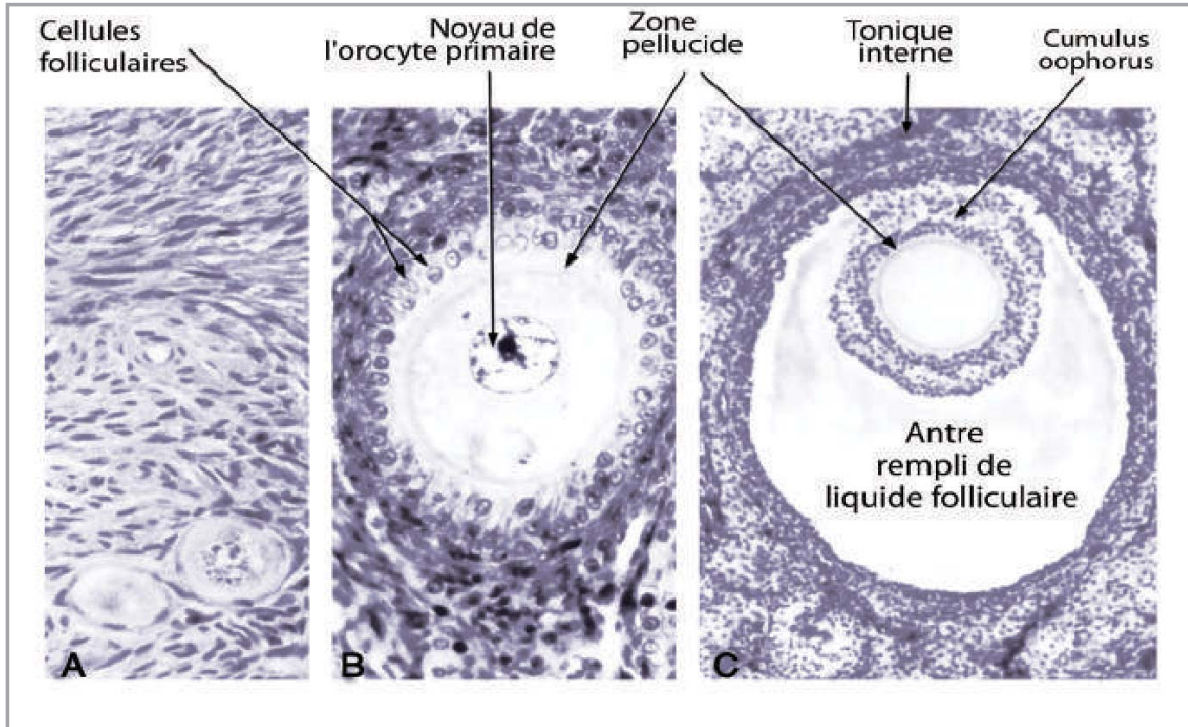 Cellules
folliculaires
Noyau de
l'orocyte primaire
Zone
pellucide
Tonique
interne
Cumulus
oophorus
Antre
rempli de
liquide folliculaire
A
B
C